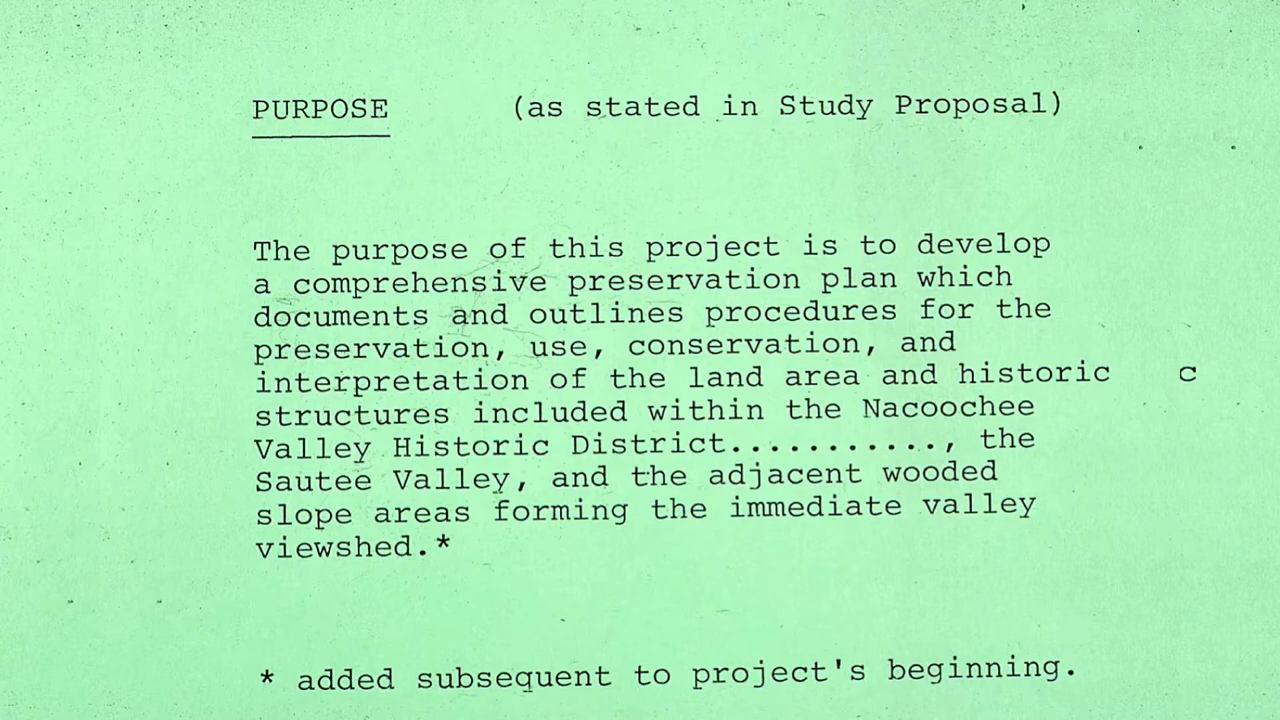 PURPOSE (as stated in Study Proposal)
The purpose of this project is to develop
a comprehensive preservation plan which
documents and outlines procedures for the
preservation, use, conservation, and
interpretation of the land area and historic c
structures included within the Nacoochee
Valley Historic District..........., the
Sautee Valley, and the adjacent wooded
slope areas forming the immediate valley
viewshed.*
* added subsequent to project's beginning.